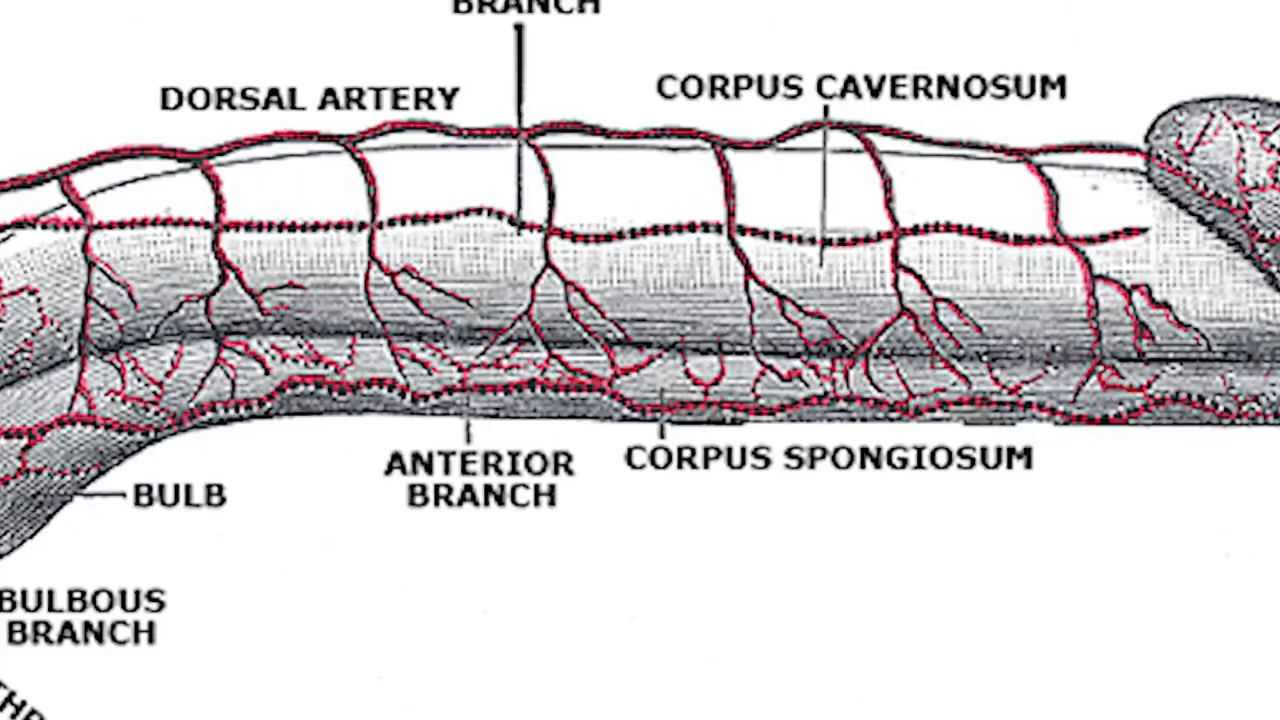 BRANCH
DORSAL ARTERY
CORPUS CAVERNOSUM
ANTERIOR
BRANCH
CORPUS SPONGIOSUM
BULB
BULBOUS
BRANCH